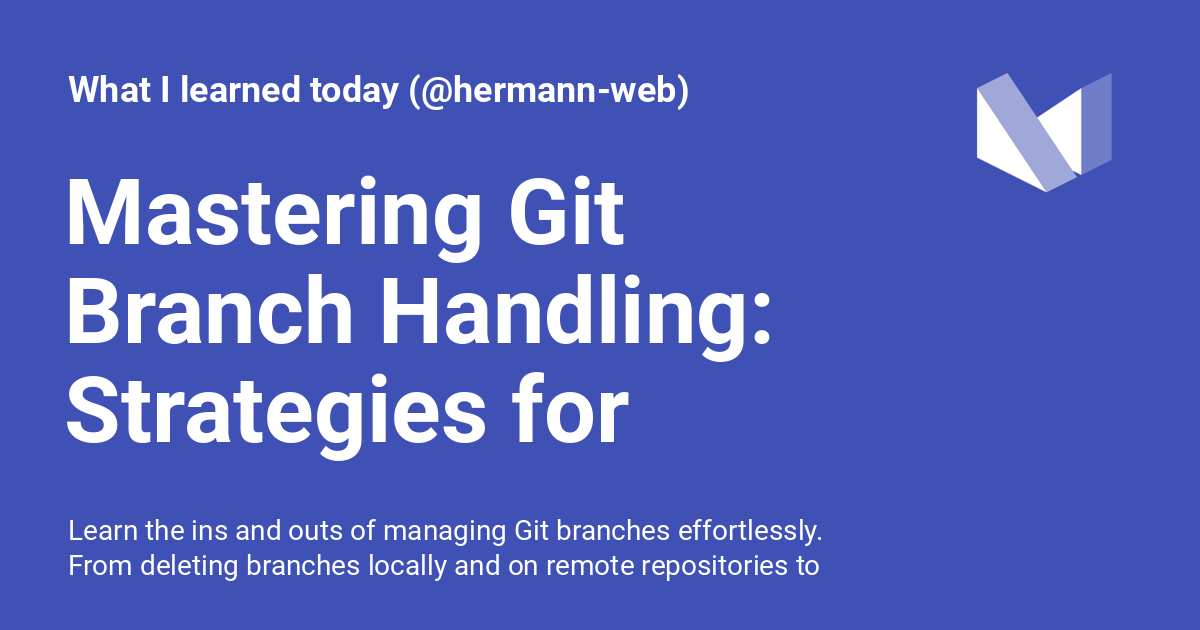 What I learned today (@hermann-web)
Mastering Git
Branch Handling:
Strategies for
Learn the ins and outs of managing Git branches effortlessly.
From deleting branches locally and on remote repositories to